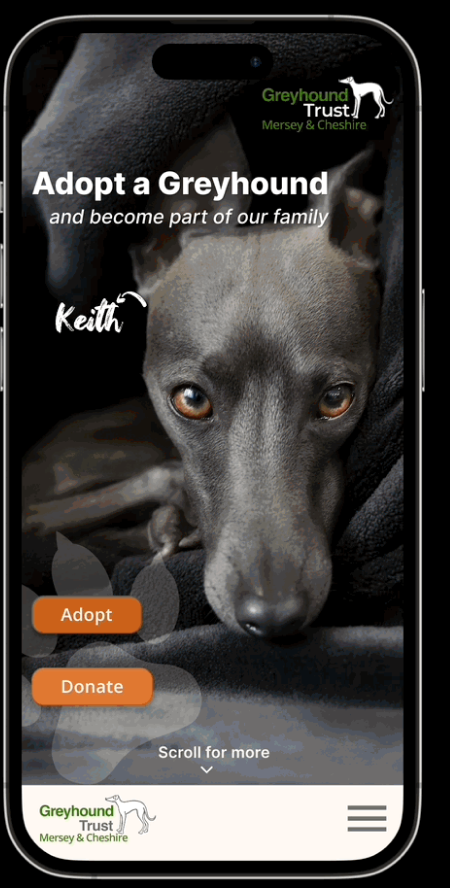 Greyhound
Trust
Mersey & Cheshire
Adopt a Greyhound
and become part of our family
Keith
Adopt
Donate
Scroll for more
Greyhound
Trust
Mersey & Cheshire